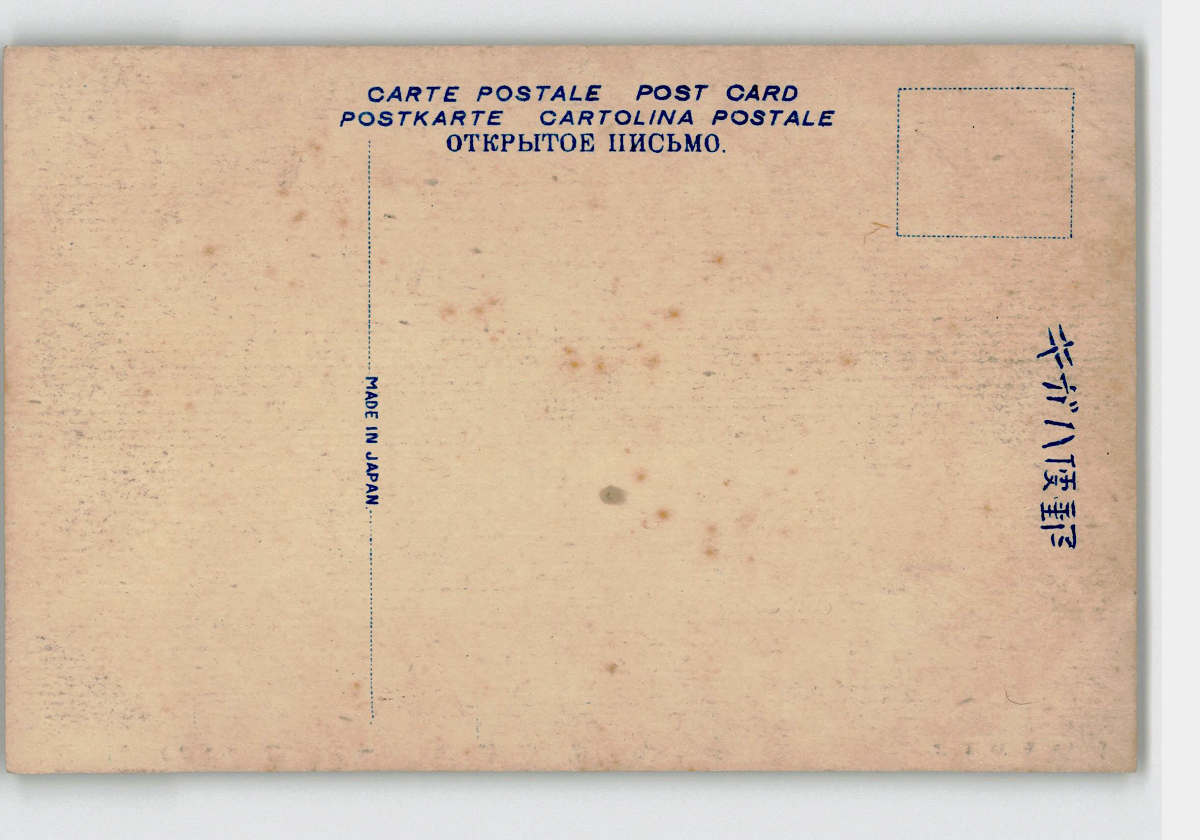 CARTE POSTALE POST CARD
POSTKARTE CARTOLINA POSTALE
ОТКРЫТОЕ ПИСЬМО.
MADE IN JAPAN.
郵便ハガキ